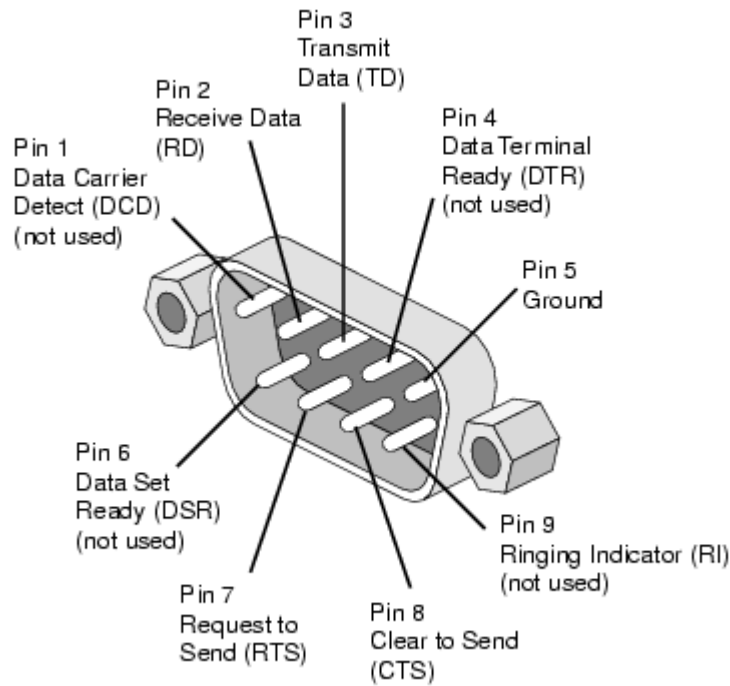 Pin 3
Transmit
Data (TD)
Pin 2
Receive Data
(RD)
Pin 4
Data Terminal
Ready (DTR)
(not used)
Pin 1
Data Carrier
Detect (DCD)
(not used)
Pin 5
Ground
Pin 6
Data Set
Ready (DSR)
(not used)
Pin 9
Ringing Indicator (RI)
(not used)
Pin 7
Request to
Send (RTS)
Pin 8
Clear to Send
(CTS)